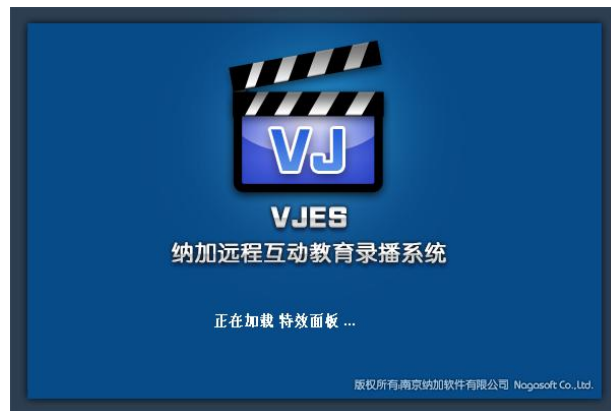 VJ
VJES
纳加远程互动教育录播系统
正在加载 特效面板 ...
版权所有,南京纳加软件有限公司 Nagasoft Co.,Ltd.